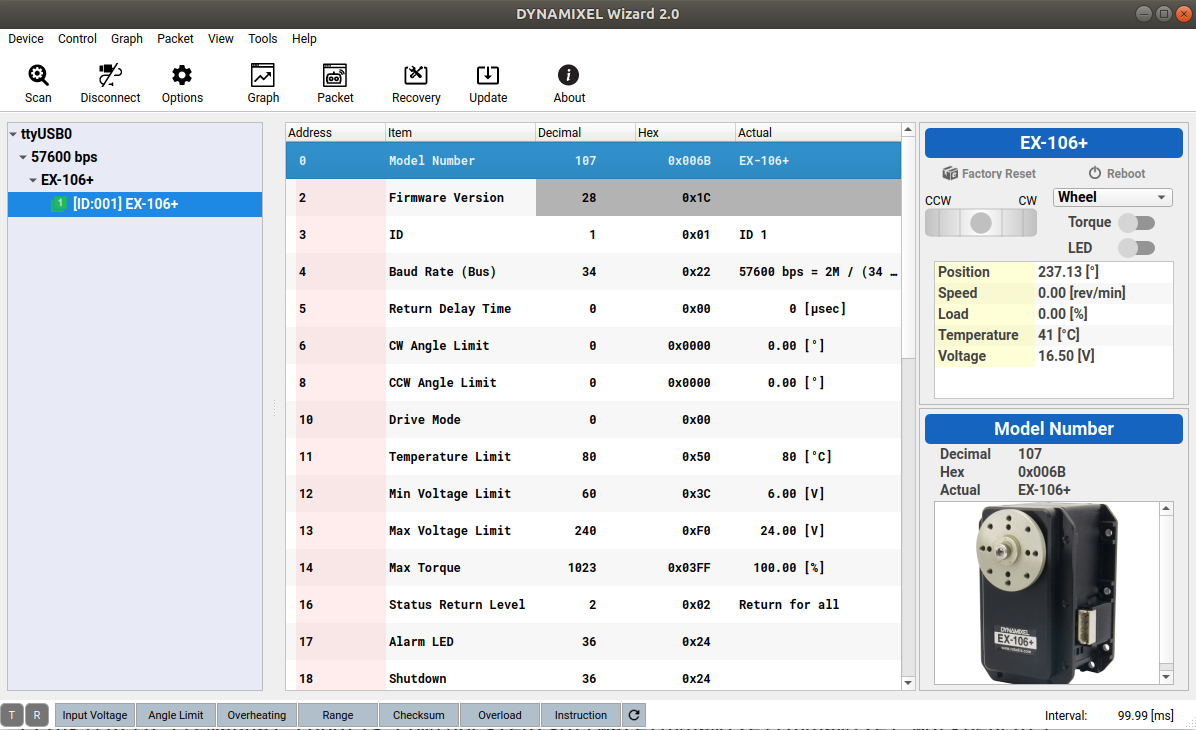 DYNAMIXEL Wizard 2.0
Device Control Graph Packet View Tools Help
Scan Disconnect Options Graph Packet Recovery Update About
ttyUSB0
57600 bps
EX-106+
1 [ID:001] EX-106+
Address Item Decimal Hex Actual
0 Model Number 107 0x006B EX-106+
2 Firmware Version 28 0x1C
3 ID 1 0x01 ID 1
4 Baud Rate (Bus) 34 0x22 57600 bps = 2M / (34 …
5 Return Delay Time 0 0x00 0 [μsec]
6 CW Angle Limit 0 0x0000 0.00 [°]
8 CCW Angle Limit 0 0x0000 0.00 [°]
10 Drive Mode 0 0x00
11 Temperature Limit 80 0x50 80 [°C]
12 Min Voltage Limit 60 0x3C 6.00 [V]
13 Max Voltage Limit 240 0xF0 24.00 [V]
14 Max Torque 1023 0x03FF 100.00 [%]
16 Status Return Level 2 0x02 Return for all
17 Alarm LED 36 0x24
18 Shutdown 36 0x24
EX-106+
Factory Reset Reboot
CCW CW Wheel
Torque
LED
Position 237.13 [°]
Speed 0.00 [rev/min]
Load 0.00 [%]
Temperature 41 [°C]
Voltage 16.50 [V]
Model Number
Decimal 107
Hex 0x006B
Actual EX-106+
DYNAMIXEL
EX-106+
T R Input Voltage Angle Limit Overheating Range Checksum Overload Instruction Interval: 99.99 [ms]